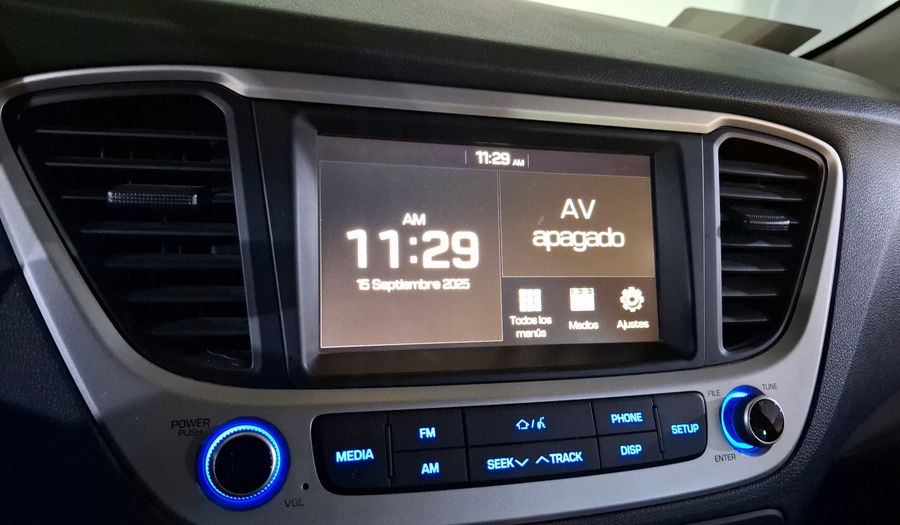 11:29 AM
AM
11:29
15 Septiembre 2025
AV
apagado
Todos los
menús
Medios
Ajustes
POWER
PUSH
VOL
MEDIA
FM
AM
SEEK
TRACK
PHONE
DISP
SETUP
FILE
TUNE
ENTER